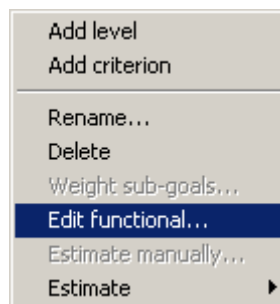 Add level
Add criterion
Rename...
Delete
Weight sub-goals...
Edit functional...
Estimate manually...
Estimate